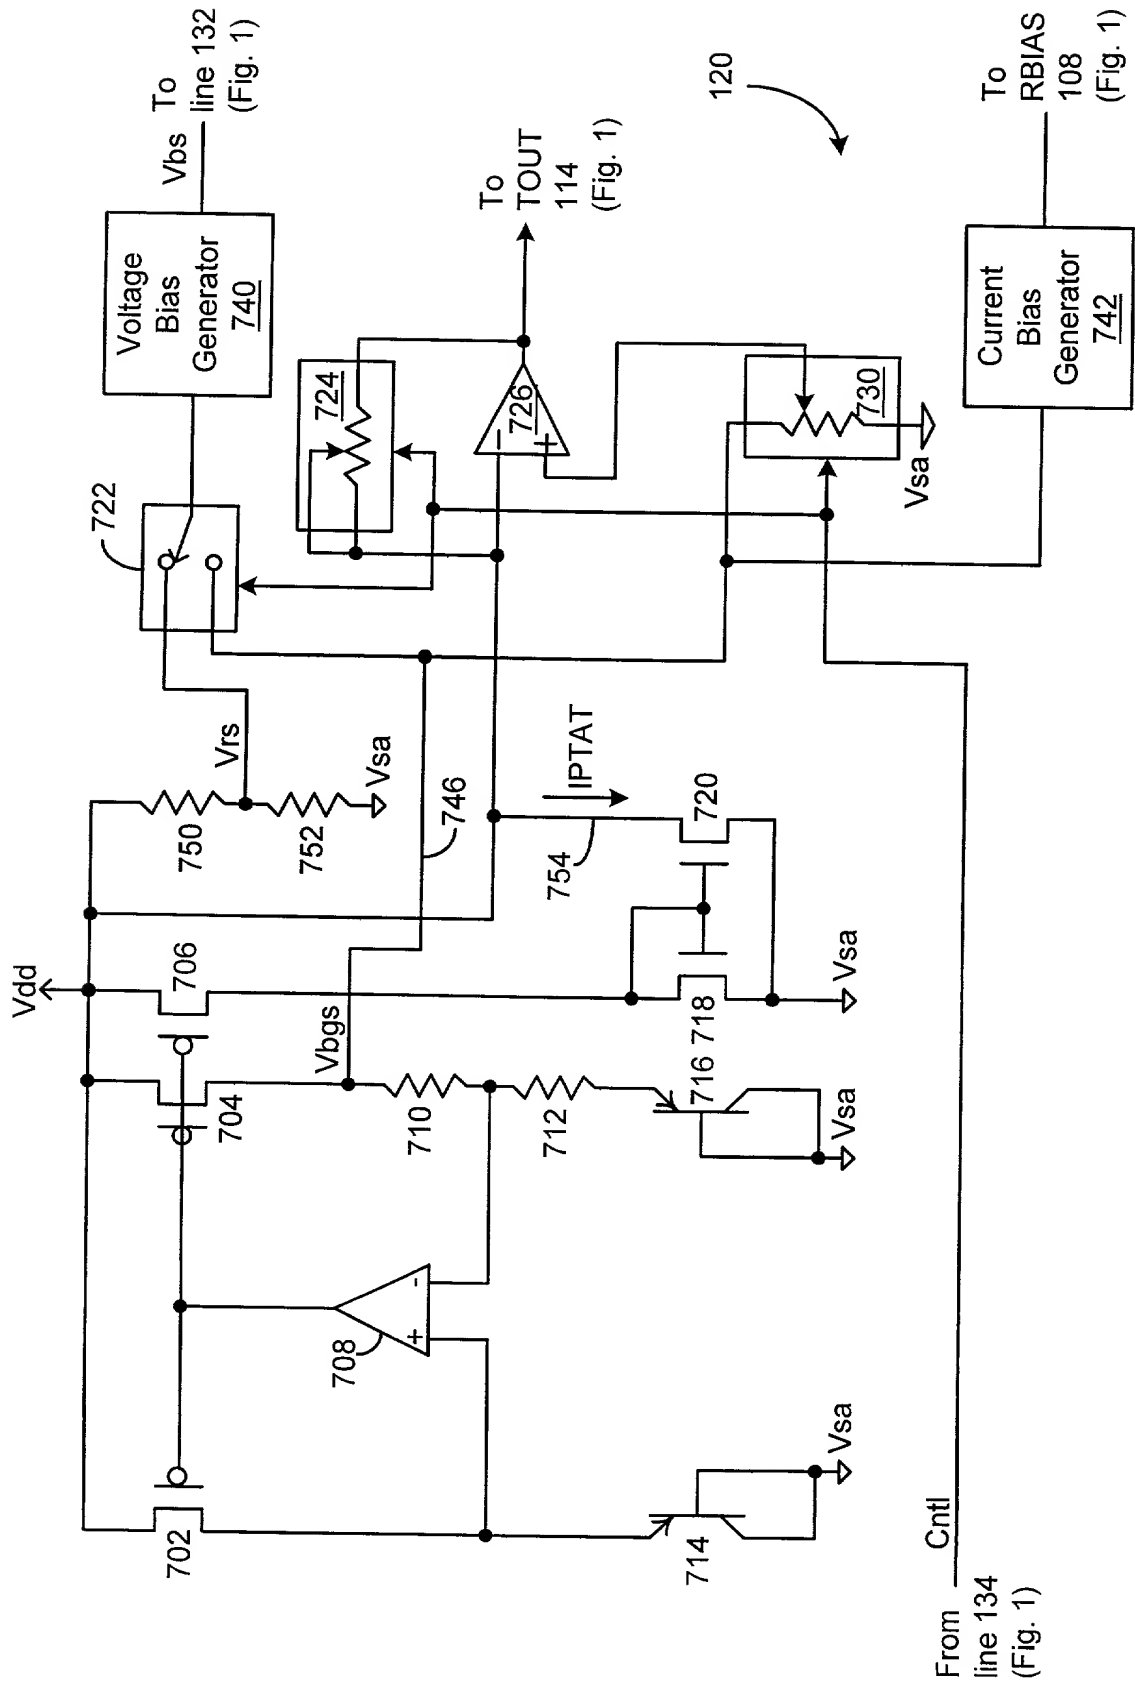 Vdd
702
704
706
708
+
-
Vbgs
710
712
714
716
718
720
Vsa
Vsa
Vsa
746
754
IPTAT
750
752
Vrs
Vsa
722
Voltage
Bias
Generator
740
Vbs
To
line 132
(Fig. 1)
724
726
-
+
To
TOUT
114
(Fig. 1)
120
730
Vsa
Current
Bias
Generator
742
To
RBIAS
108
(Fig. 1)
From
line 134
(Fig. 1)
Cntl